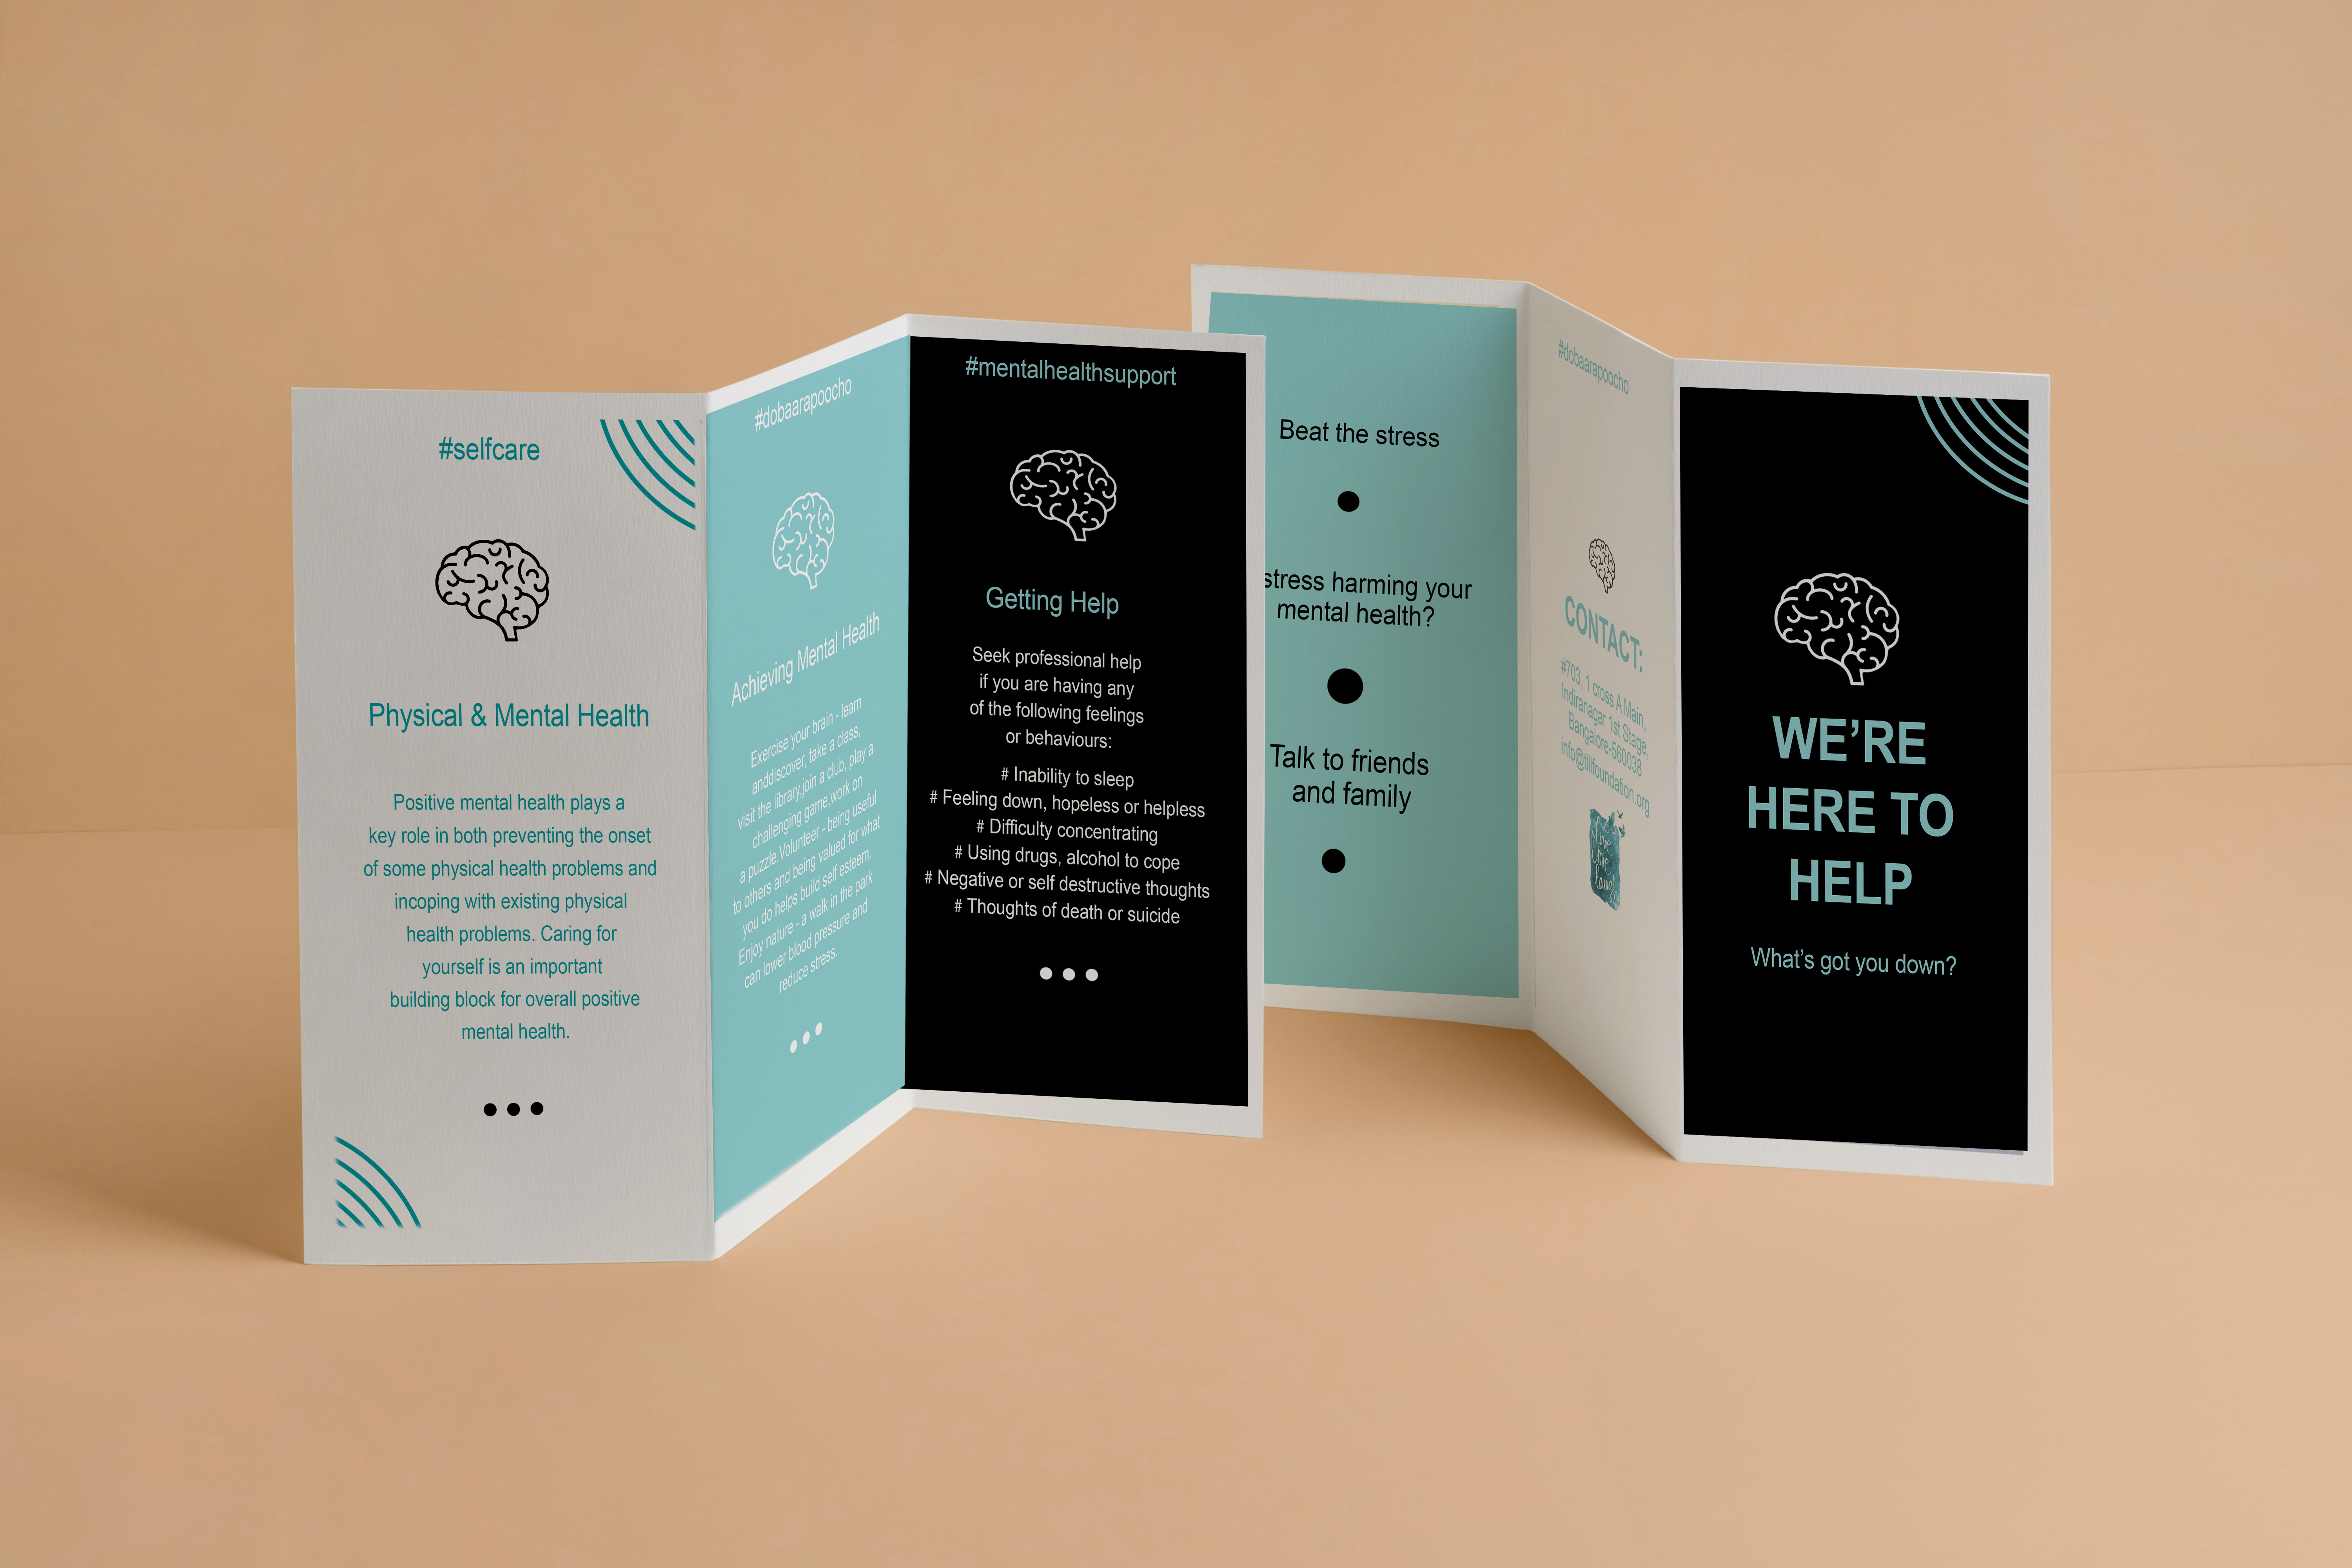 #selfcare
Physical & Mental Health
Positive mental health plays a
key role in both preventing the onset
of some physical health problems and
incoping with existing physical
health problems. Caring for
yourself is an important
building block for overall positive
mental health.
#dobaarapoocho
Achieving Mental Health
Exercise your brain - learn
anddiscover, take a class,
visit the library,join a club, play a
challenging game,work on
a puzzle.Volunteer - being useful
to others and being valued for what
you do helps build self esteem.
Enjoy nature - a walk in the park
can lower blood pressure and
reduce stress.
#mentalhealthsupport
Getting Help
Seek professional help
if you are having any
of the following feelings
or behaviours:
# Inability to sleep
# Feeling down, hopeless or helpless
# Difficulty concentrating
# Using drugs, alcohol to cope
# Negative or self destructive thoughts
# Thoughts of death or suicide
Beat the stress
stress harming your
mental health?
Talk to friends
and family
#dobaarapoocho
CONTACT:
#703, 1 cross A Main,
Indiranagar 1st Stage,
Bangalore-560038
info@tlllfoundation.org
Live
Love
Laugh
WE'RE
HERE TO
HELP
What's got you down?